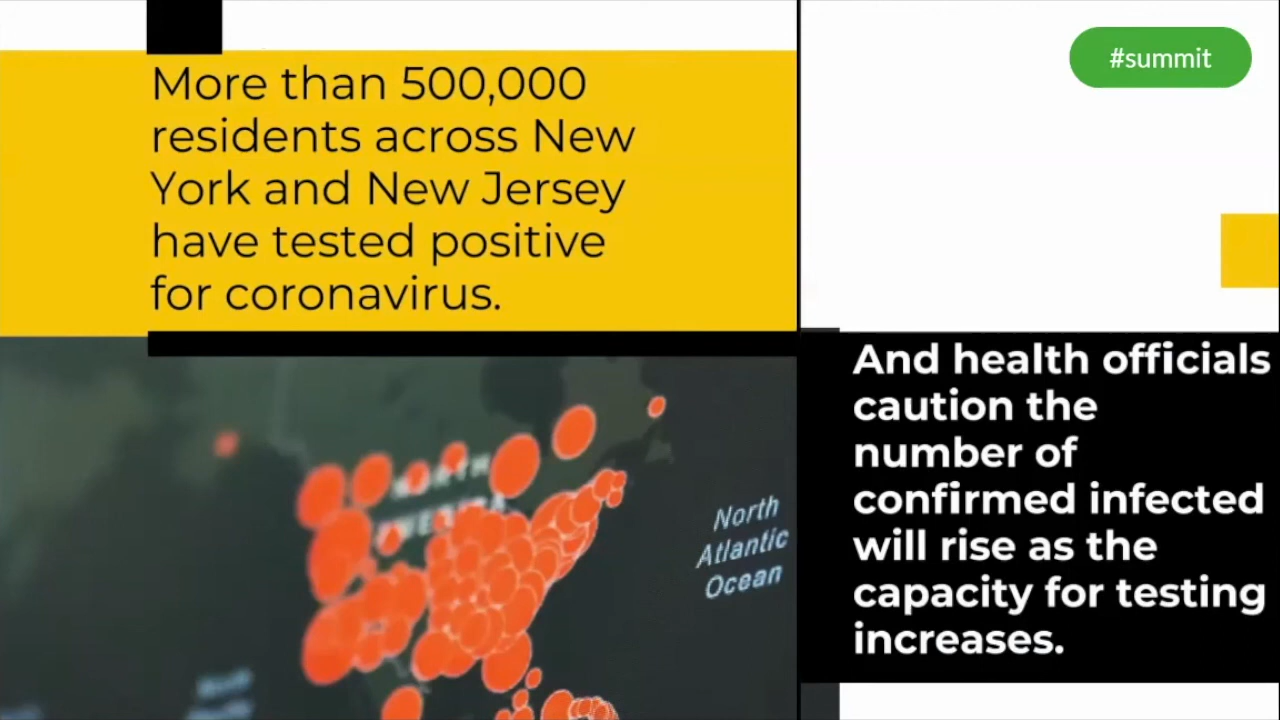 More than 500,000
residents across New
York and New Jersey
have tested positive
for coronavirus.
#summit
And health officials
caution the
number of
confirmed infected
will rise as the
capacity for testing
increases.
North
Atlantic
Ocean